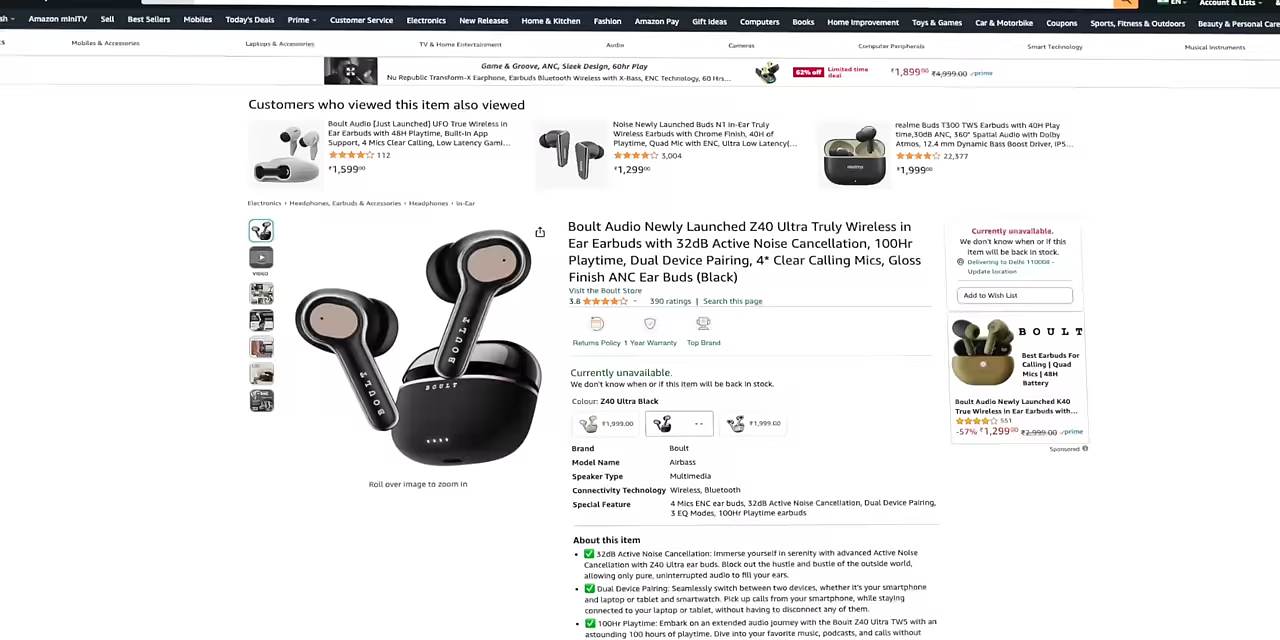 EN
Account & Lists
sh
Amazon miniTV
Sell
Best Sellers
Mobiles
Today's Deals
Prime
Customer Service
Electronics
New Releases
Home & Kitchen
Fashion
Amazon Pay
Gift Ideas
Computers
Books
Home Improvement
Toys & Games
Car & Motorbike
Coupons
Sports, Fitness & Outdoors
Beauty & Personal Care
s
Mobiles & Accessories
Laptops & Accessories
TV & Home Entertainment
Audio
Cameras
Computer Peripherals
Smart Technology
Musical Instruments
Game & Groove, ANC, Sleek Design, 60hr Play
Nu Republic Transform-X Earphone, Earbuds Bluetooth Wireless with X-Bass, ENC Technology, 60 Hrs...
62% off
Limited time
deal
₹1,899⁰⁰ ₹4,999.00 ✓prime
Customers who viewed this item also viewed
Boult Audio [Just Launched] UFO True Wireless in
Ear Earbuds with 48H Playtime, Built-in App
Support, 4 Mics Clear Calling, Low Latency Gami...
112
₹1,599⁰⁰
Noise Newly Launched Buds N1 in-Ear Truly
Wireless Earbuds with Chrome Finish, 40H of
Playtime, Quad Mic with ENC, Ultra Low Latency(...
3,004
₹1,299⁰⁰
realme Buds T300 TWS Earbuds with 40H Play
time,30dB ANC, 360° Spatial Audio with Dolby
Atmos, 12.4 mm Dynamic Bass Boost Driver, IP5...
22,377
₹1,999⁰⁰
Electronics › Headphones, Earbuds & Accessories › Headphones › In-Ear
VIDEO
BOULT
BOULT
BOULT
Roll over image to zoom in
Boult Audio Newly Launched Z40 Ultra Truly Wireless in
Ear Earbuds with 32dB Active Noise Cancellation, 100Hr
Playtime, Dual Device Pairing, 4* Clear Calling Mics, Gloss
Finish ANC Ear Buds (Black)
Visit the Boult Store
3.8
390 ratings | Search this page
Returns Policy
1 Year Warranty
Top Brand
Currently unavailable.
We don't know when or if this item will be back in stock.
Colour: Z40 Ultra Black
₹1,999.00
--
₹1,999.00
Brand Boult
Model Name Airbass
Speaker Type Multimedia
Connectivity Technology Wireless, Bluetooth
Special Feature 4 Mics ENC ear buds, 32dB Active Noise Cancellation, Dual Device Pairing,
3 EQ Modes, 100Hr Playtime earbuds
About this item
• ✅ 32dB Active Noise Cancellation: Immerse yourself in serenity with advanced Active Noise
Cancellation with Z40 Ultra ear buds. Block out the hustle and bustle of the outside world,
allowing only pure, uninterrupted audio to fill your ears.
• ✅ Dual Device Pairing: Seamlessly switch between two devices, whether it's your smartphone
and laptop or tablet and smartwatch. Pick up calls from your smartphone, while staying
connected to your laptop or tablet, without having to disconnect any of them.
• ✅ 100Hr Playtime: Embark on an extended audio journey with the Boult Z40 Ultra TWS with an
astounding 100 hours of playtime. Dive into your favorite music, podcasts, and calls without
Currently unavailable.
We don't know when or if this
item will be back in stock.
Delivering to Delhi 110008 -
Update location
Add to Wish List
BOULT
Best Earbuds For
Calling | Quad
Mics | 48H
Battery
Boult Audio Newly Launched K40
True Wireless in Ear Earbuds with...
551
-57% ₹1,299⁰⁰ ₹2,999.00 ✓prime
Sponsored